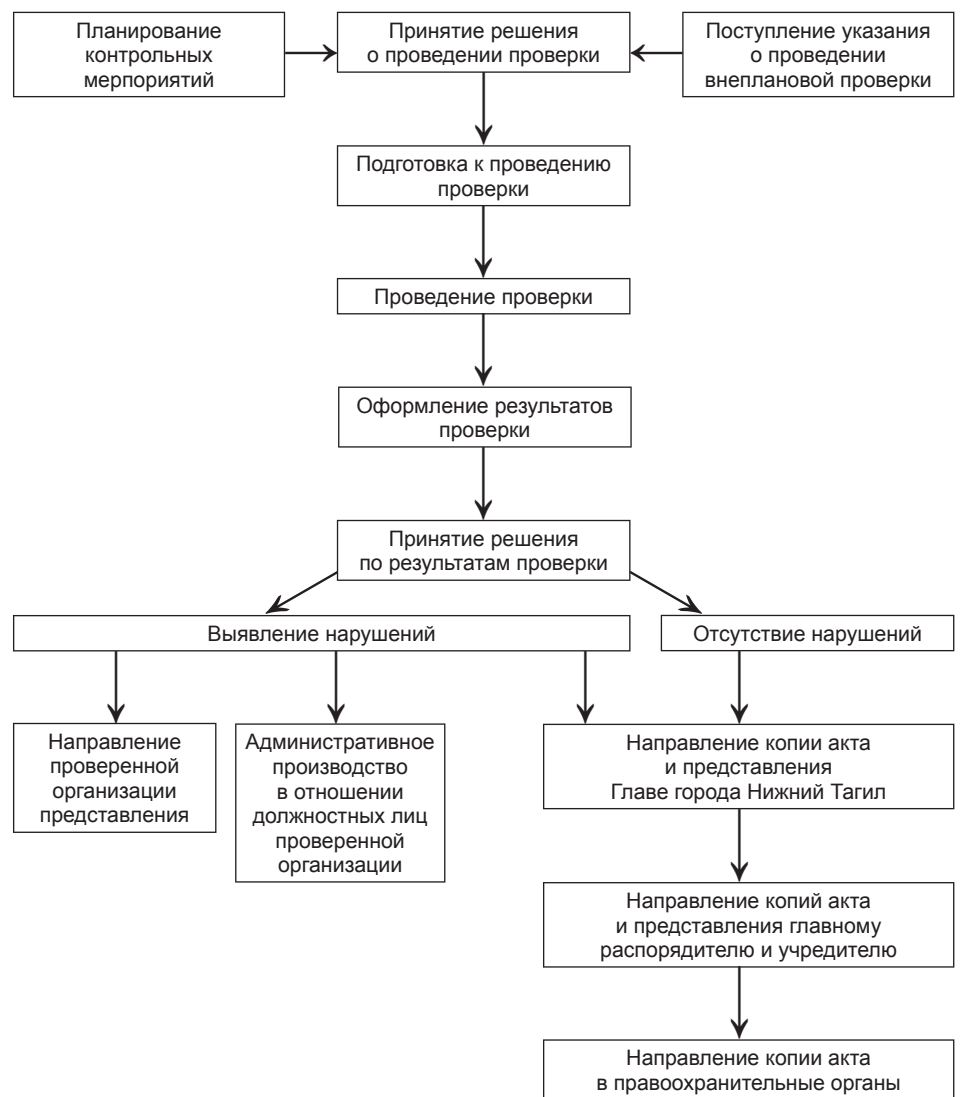 Планирование
контрольных
мерпориятий
Принятие решения
о проведении проверки
Поступление указания
о проведении
внеплановой проверки
Подготовка к проведению
проверки
Проведение проверки
Оформление результатов
проверки
Принятие решения
по результатам проверки
Выявление нарушений
Отсутствие нарушений
Направление
проверенной
организации
представления
Административное
производство
в отношении
должностных лиц
проверенной
организации
Направление копии акта
и представления
Главе города Нижний Тагил
Направление копий акта
и представления главному
распорядителю и учредителю
Направление копии акта
в правоохранительные органы